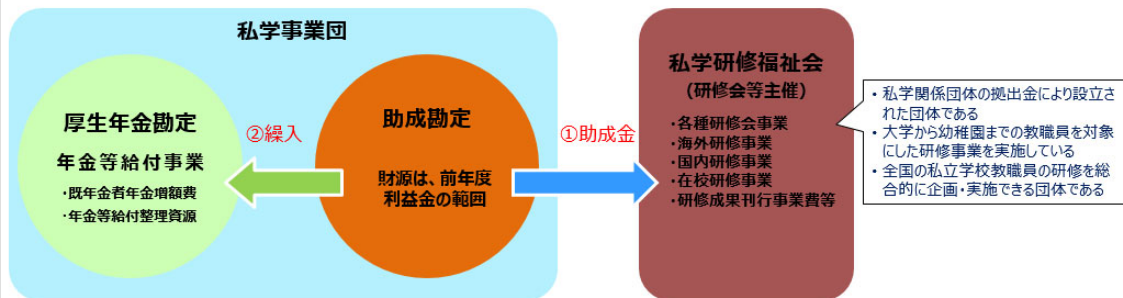 私学事業団
厚生年金勘定
年金等給付事業
・既年金者年金増額費
・年金等給付整理資源
②繰入
助成勘定
財源は、前年度
利益金の範囲
①助成金
私学研修福祉会
(研修会等主催)
・各種研修会事業
・海外研修事業
・国内研修事業
・在校研修事業
・研修成果刊行事業費等
・私学関係団体の拠出金により設立さ
れた団体である
・大学から幼稚園までの教職員を対象
にした研修事業を実施している
・全国の私立学校教職員の研修を総
合的に企画・実施できる団体である